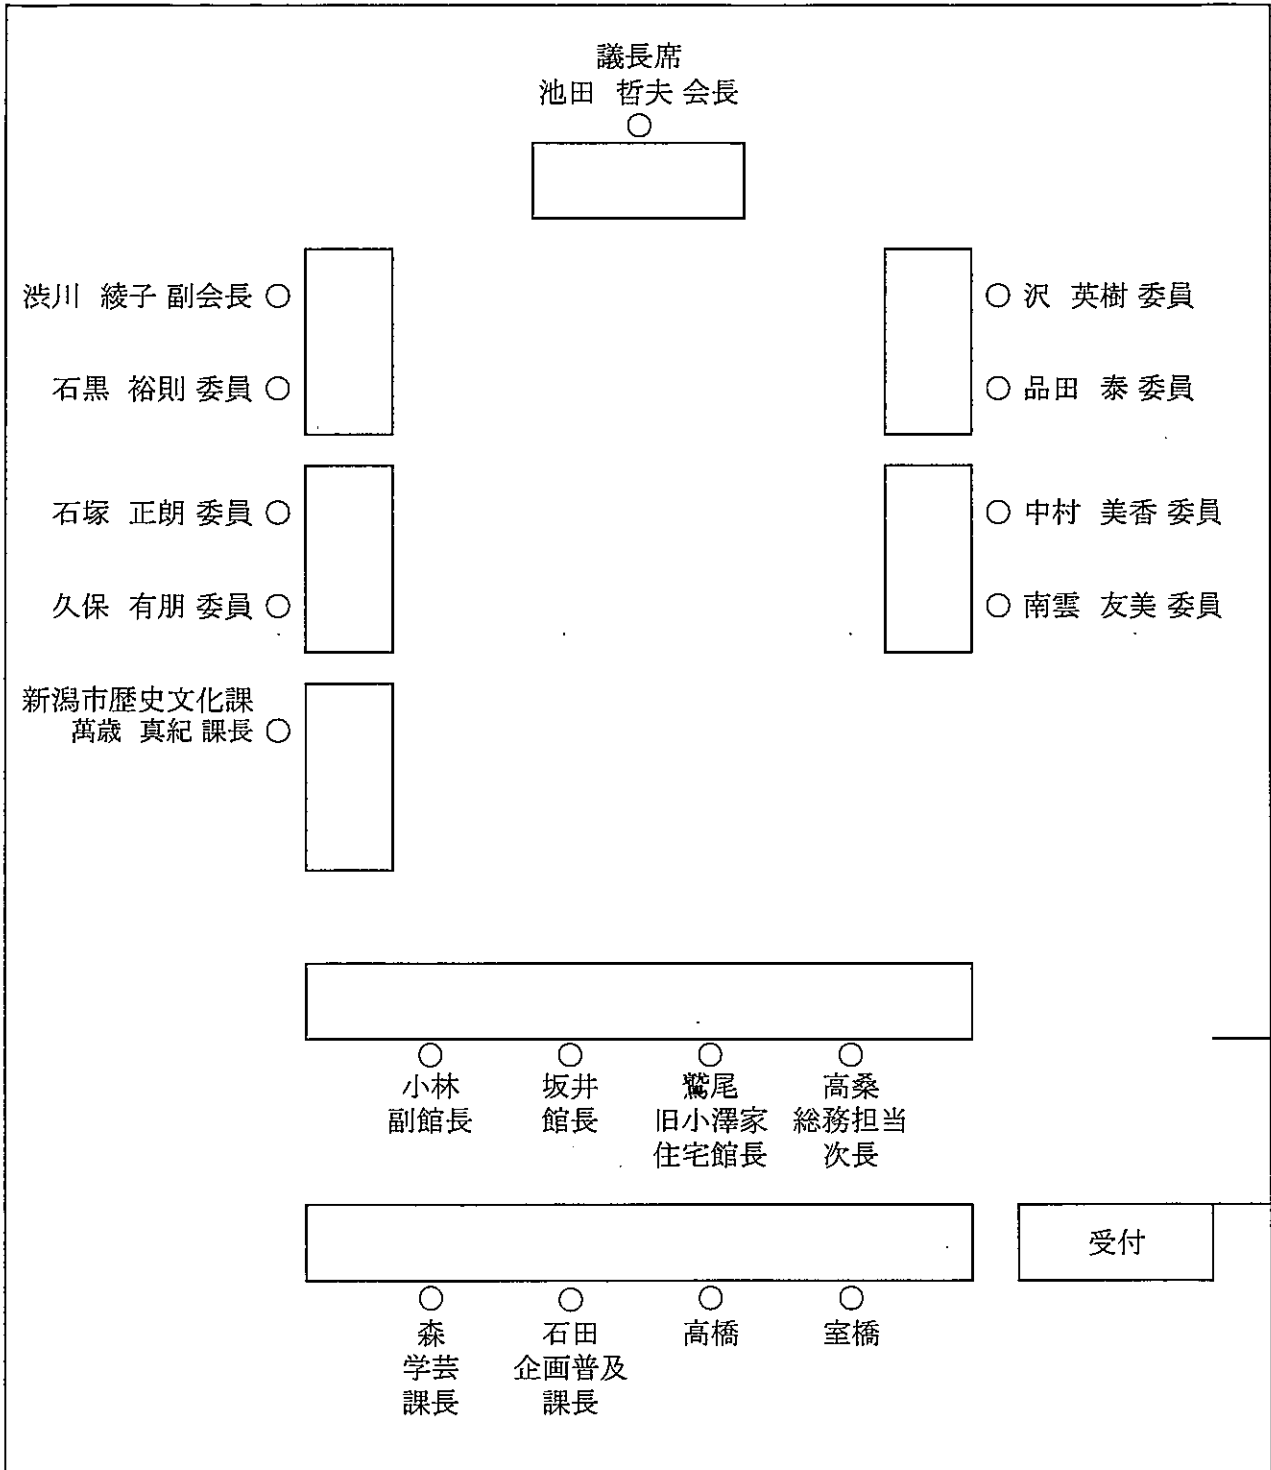 議長席
池田 哲夫 会長
渋川 綾子 副会長
沢 英樹 委員
石黒 裕則 委員
品田 泰 委員
石塚 正朗 委員
中村 美香 委員
久保 有朋 委員
南雲 友美 委員
新潟市歴史文化課
萬歳 真紀 課長
小林
副館長
坂井
館長
鷲尾
旧小澤家
住宅館長
高桑
総務担当
次長
受付
森
学芸
課長
石田
企画普及
課長
高橋
室橋